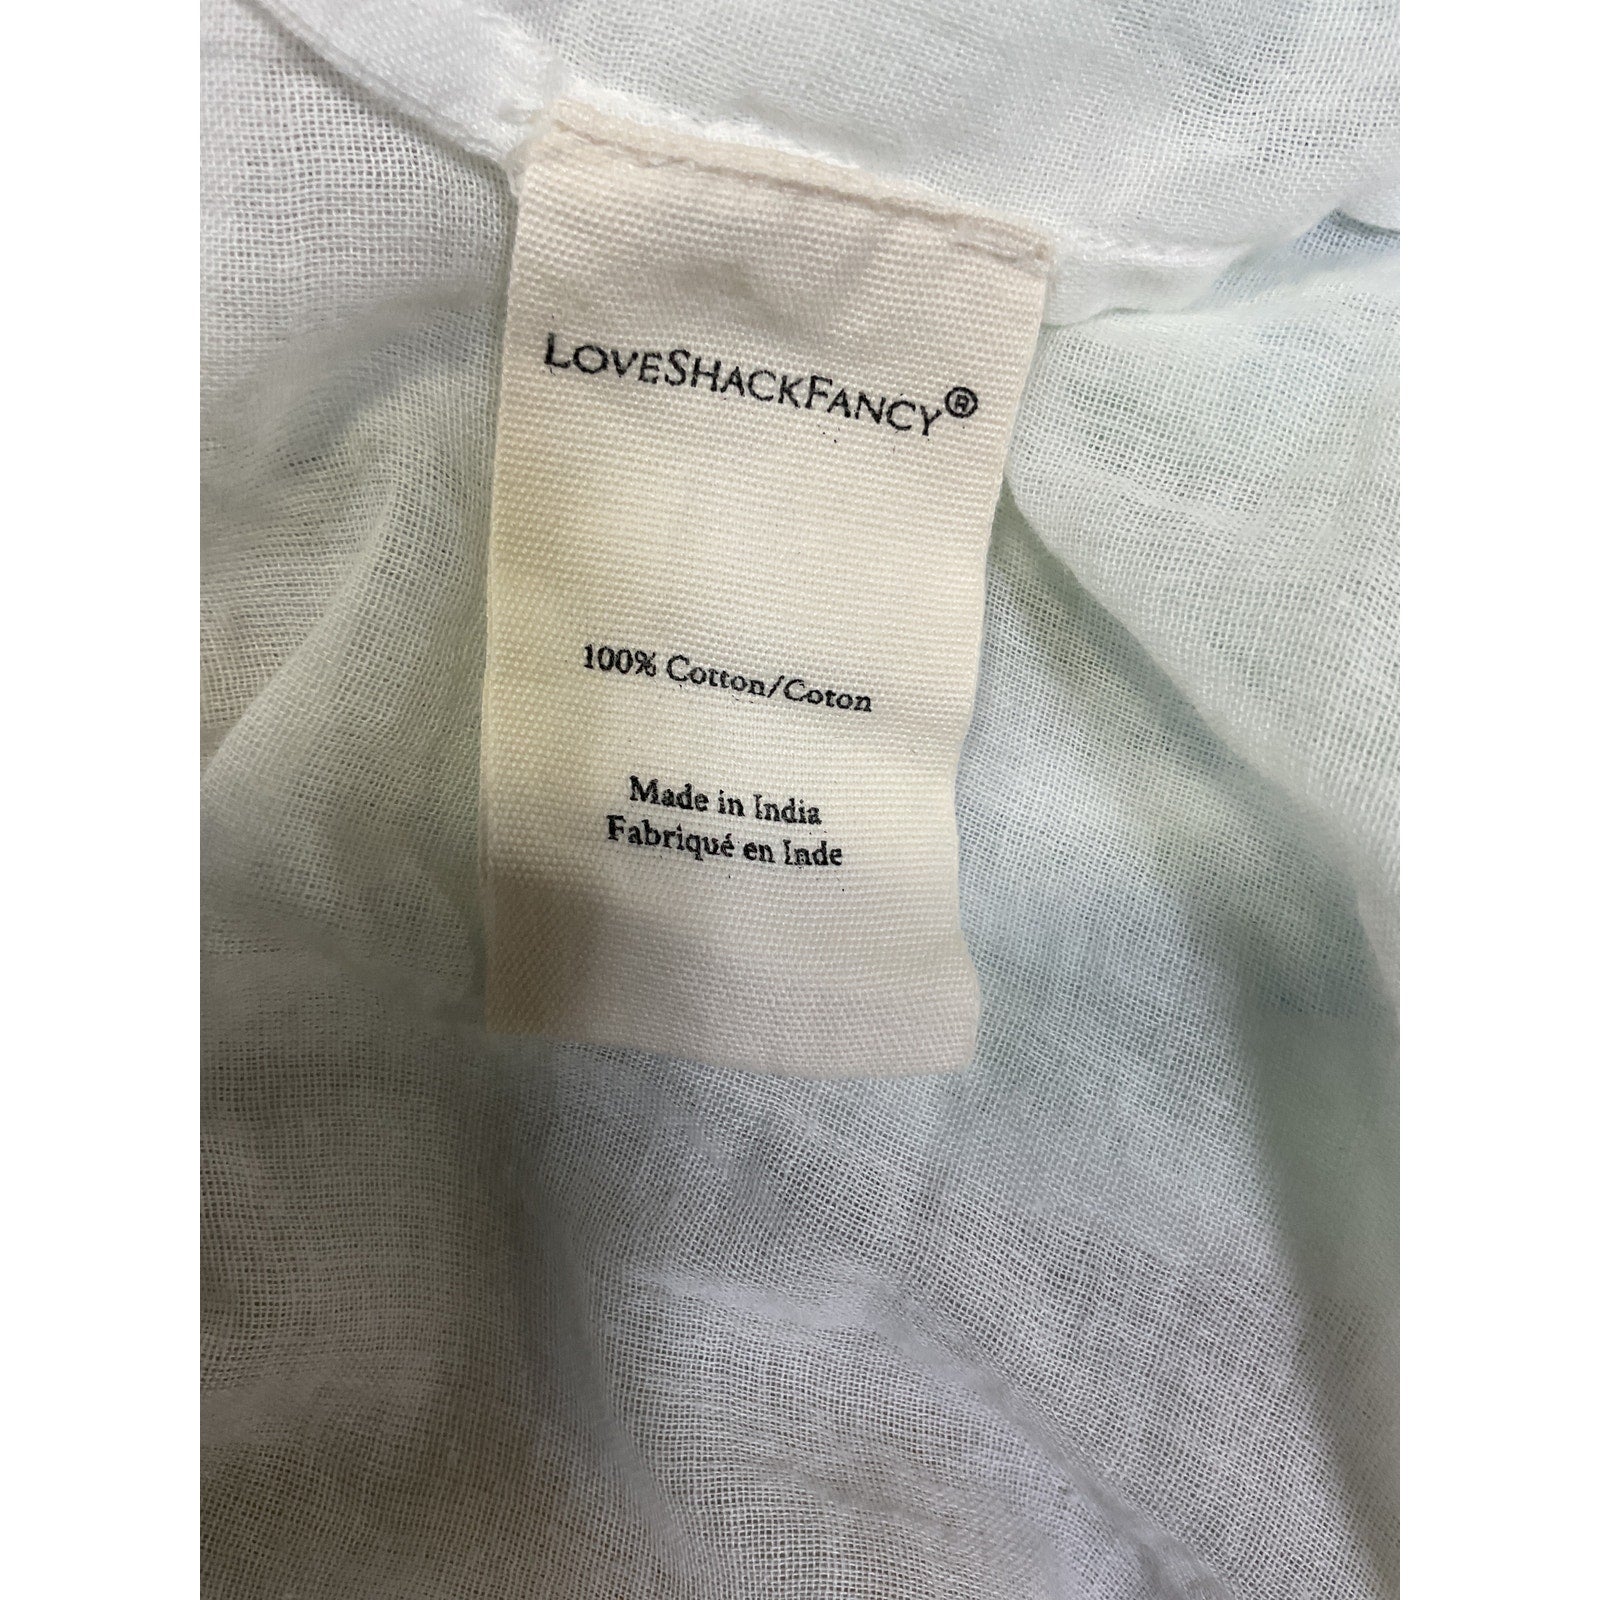 LOVESHACKFANCY®
100% Cotton/Coton
Made in India
Fabriqué en Inde